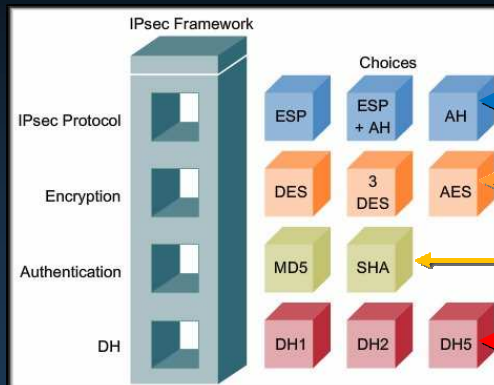 IPsec Framework
Choices
IPsec Protocol
ESP
ESP
+ AH
AH
Encryption
DES
3
DES
AES
Authentication
MD5
SHA
DH
DH1
DH2
DH5